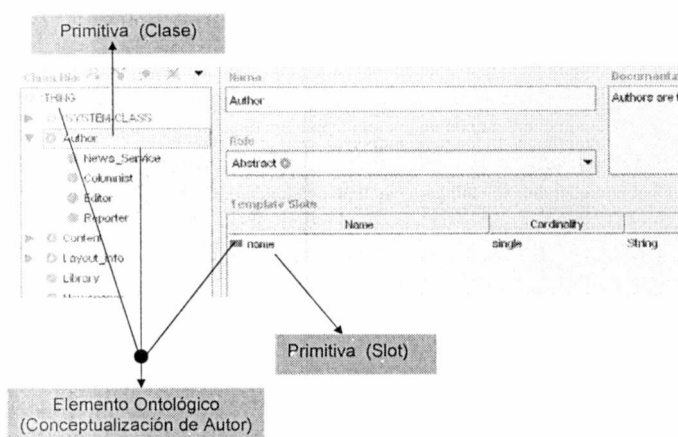 Primitiva (Clase)
Name
Documenta
THING
Author
Authors are t
SYSTEM-CLASS
Author
Role
News_Service
Abstract
Columnist
Editor
Template Slots
Reporter
Name Cardinality
Content
name single String
Layout_info
Library
Primitiva (Slot)
Elemento Ontológico
(Conceptualización de Autor)